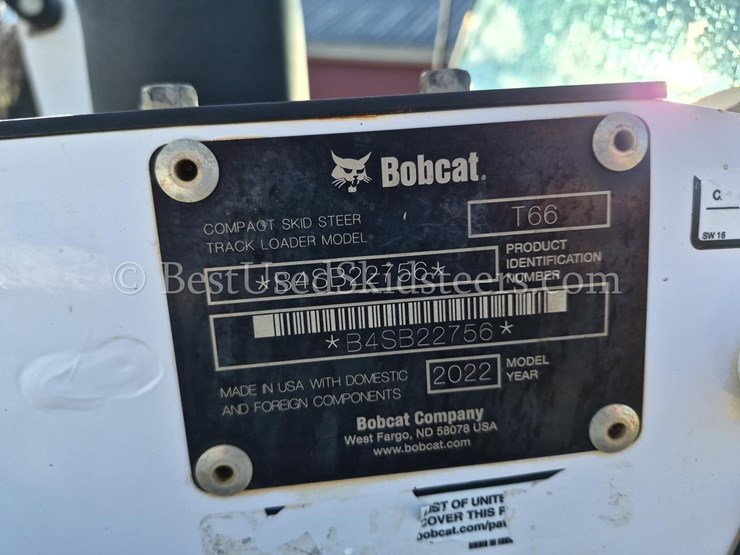 Bobcat®
COMPACT SKID STEER
TRACK LOADER MODEL
T66
*B4SB22756*
PRODUCT
IDENTIFICATION
NUMBER
© BestUsedSkidsteers.com
*B4SB22756*
MADE IN USA WITH DOMESTIC
AND FOREIGN COMPONENTS
2022
MODEL
YEAR
Bobcat Company
West Fargo, ND 58078 USA
www.bobcat.com
SW 16
IST OF UNITE
COVER THIS P
bobcat.com/pat